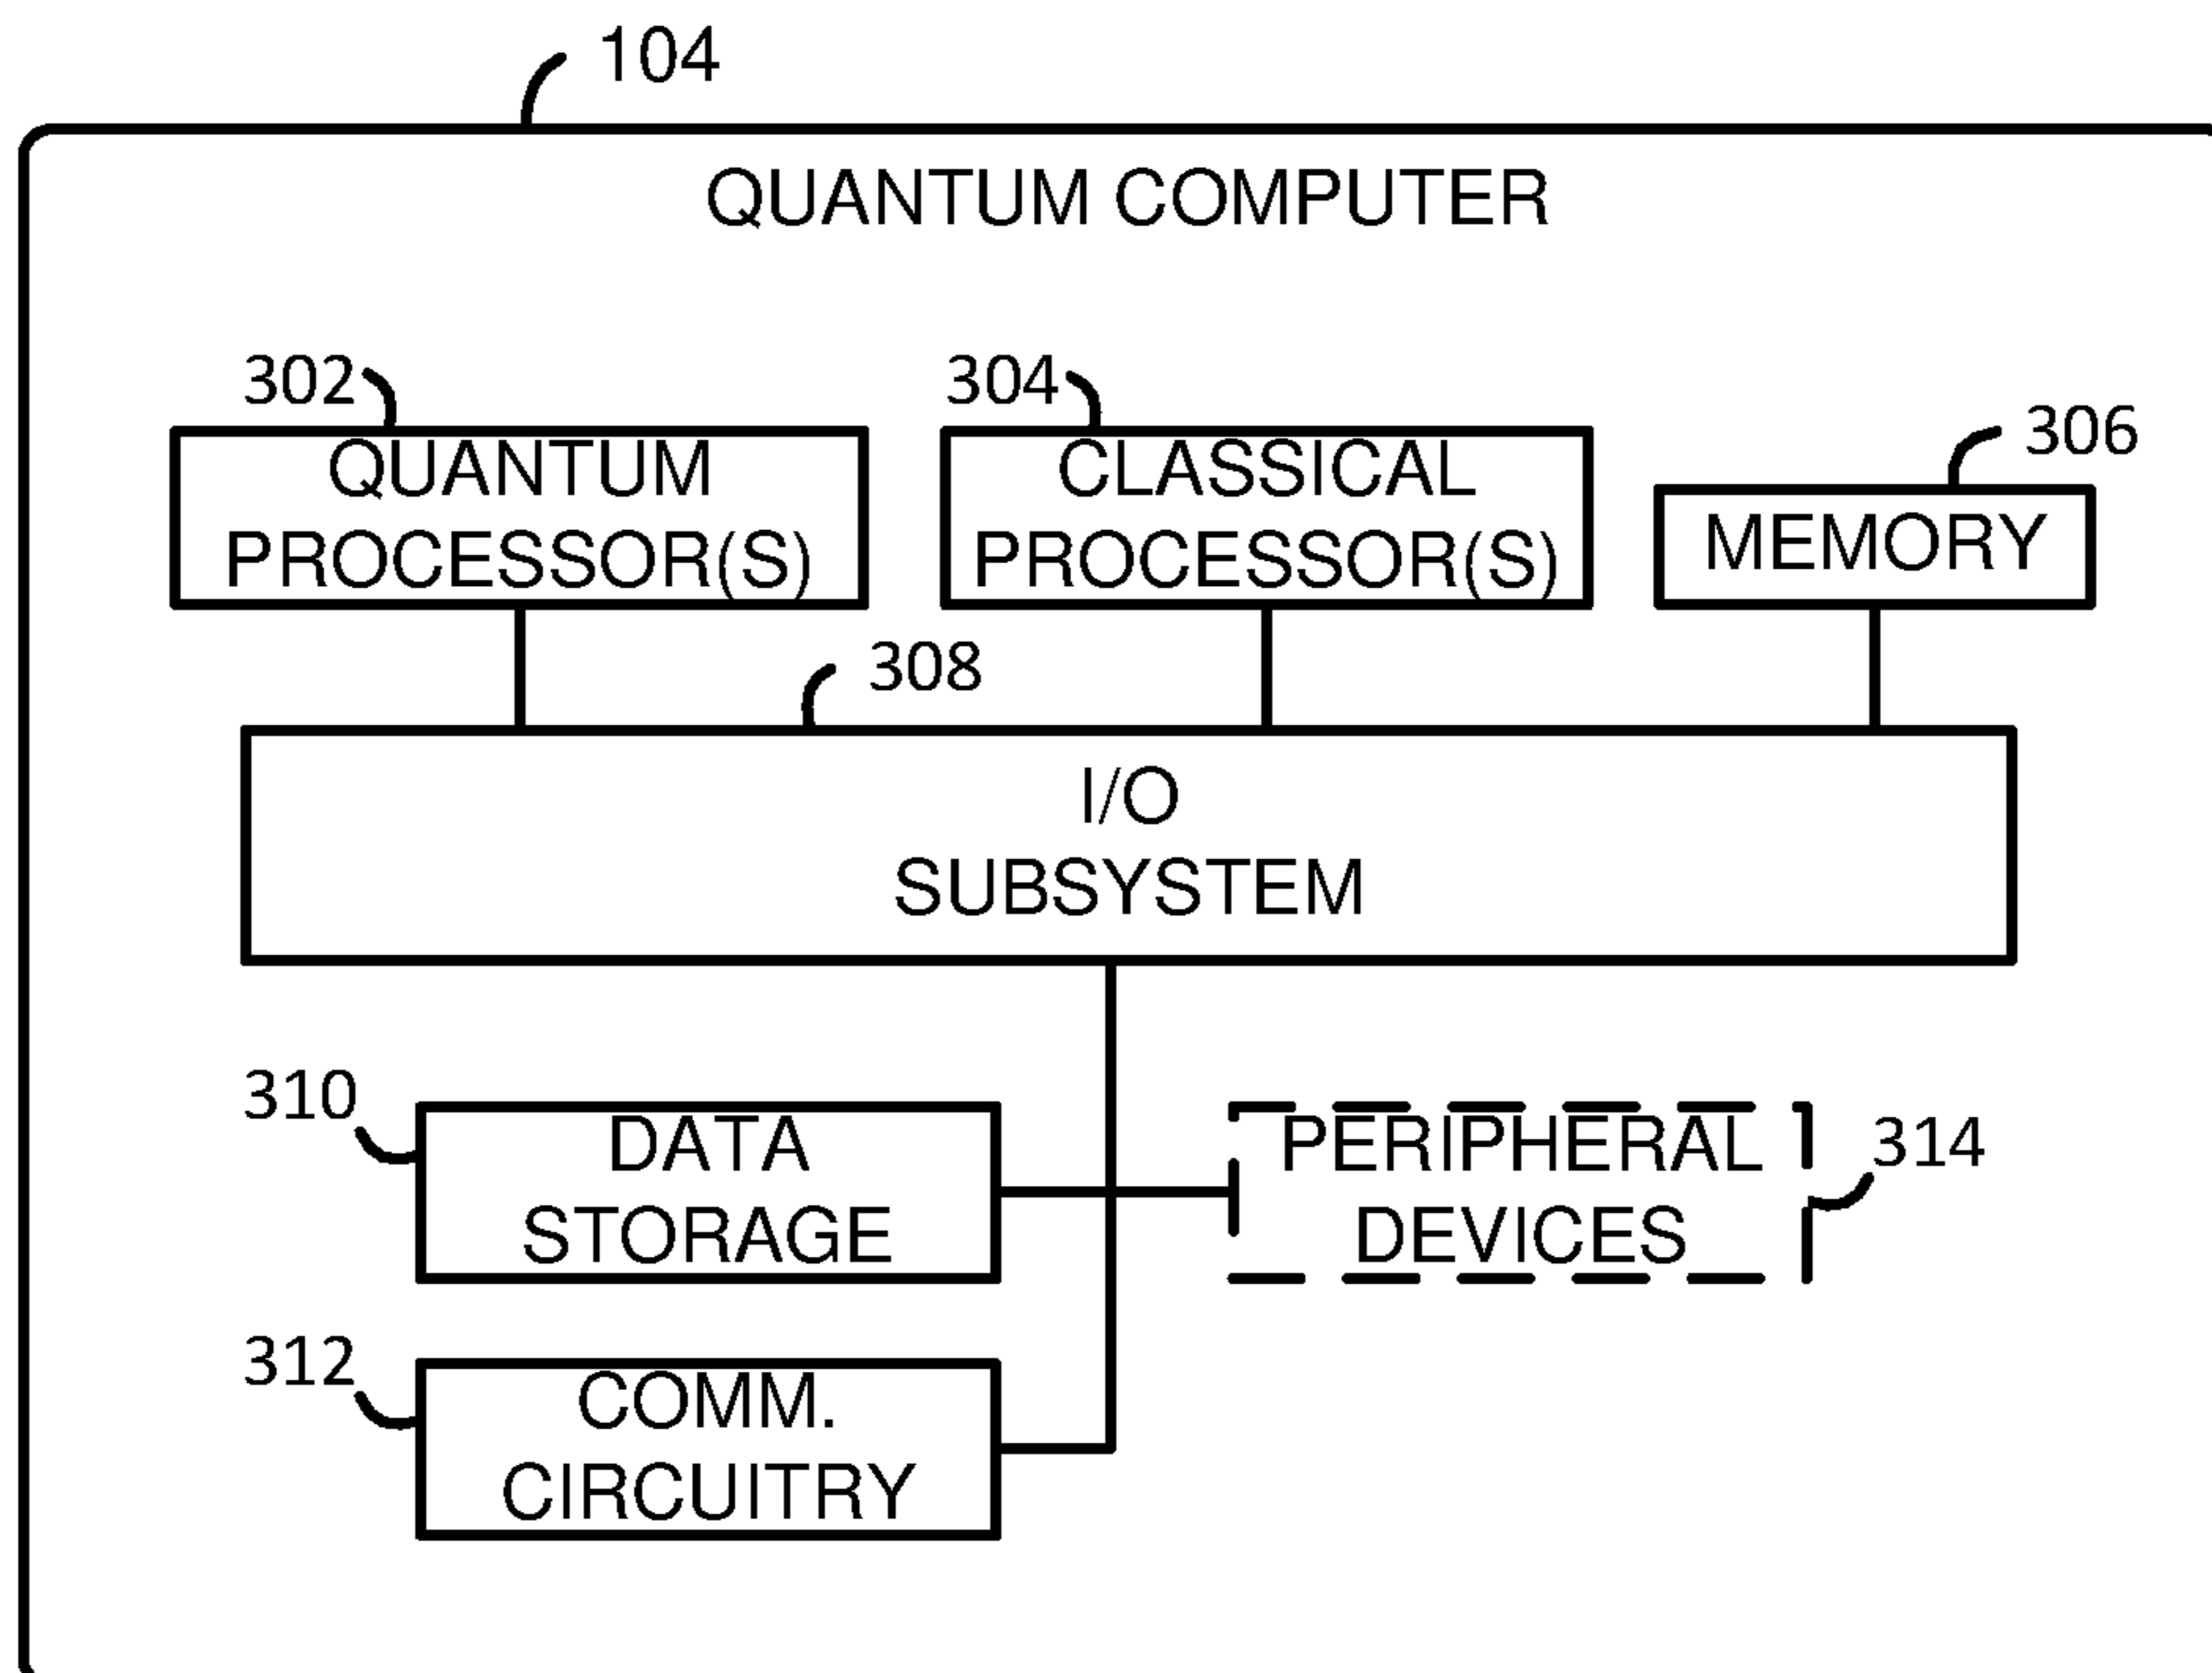 104
QUANTUM COMPUTER
302
304
306
QUANTUM
PROCESSOR(S)
CLASSICAL
PROCESSOR(S)
MEMORY
308
I/O
SUBSYSTEM
310
DATA
STORAGE
PERIPHERAL
DEVICES
314
312
COMM.
CIRCUITRY